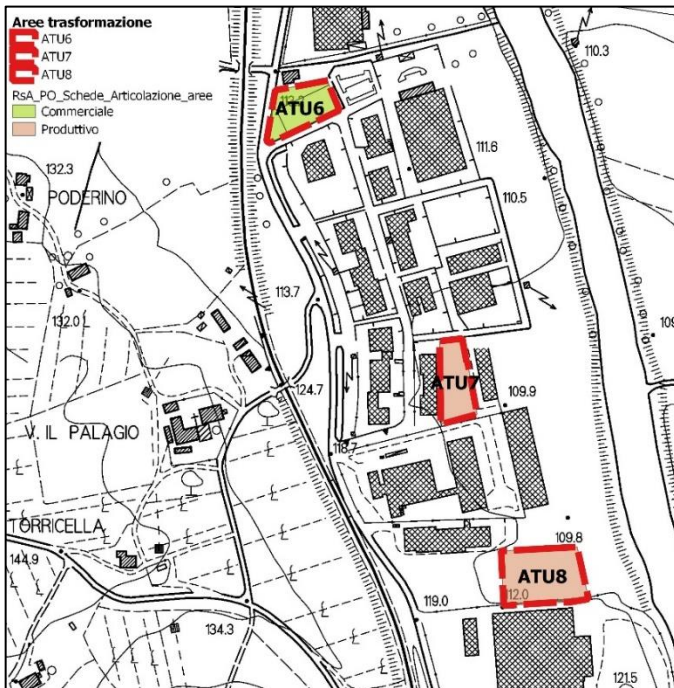 Aree trasformazione
ATU6
ATU7
ATU8
RsA_PO_Schede_Articolazione_aree
Commerciale
Produttivo
110.3
ATU6
111.6
132.3
PODERINO
110.5
113.7
132.0
124.7
ATU7
109.9
V. IL PALAGIO
118.7
TORRICELLA
109.8
144.9
ATU8
112.0
119.0
134.3
121.5